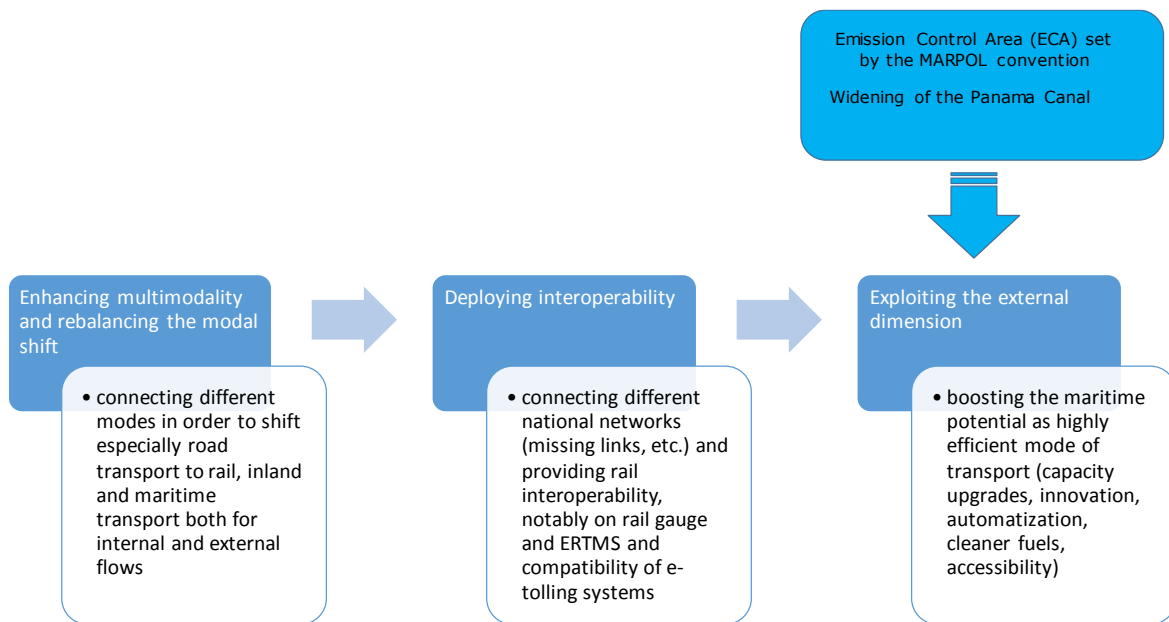 Emission Control Area (ECA) set
by the MARPOL convention
Widening of the Panama Canal
Enhancing multimodality
and rebalancing the modal
shift
• connecting different
modes in order to shift
especially road
transport to rail, inland
and maritime
transport both for
internal and external
flows
Deploying interoperability
• connecting different
national networks
(missing links, etc.) and
providing rail
interoperability,
notably on rail gauge
and ERTMS and
compatibility of e-
tolling systems
Exploiting the external
dimension
• boosting the maritime
potential as highly
efficient mode of
transport (capacity
upgrades, innovation,
automatization,
cleaner fuels,
accessibility)